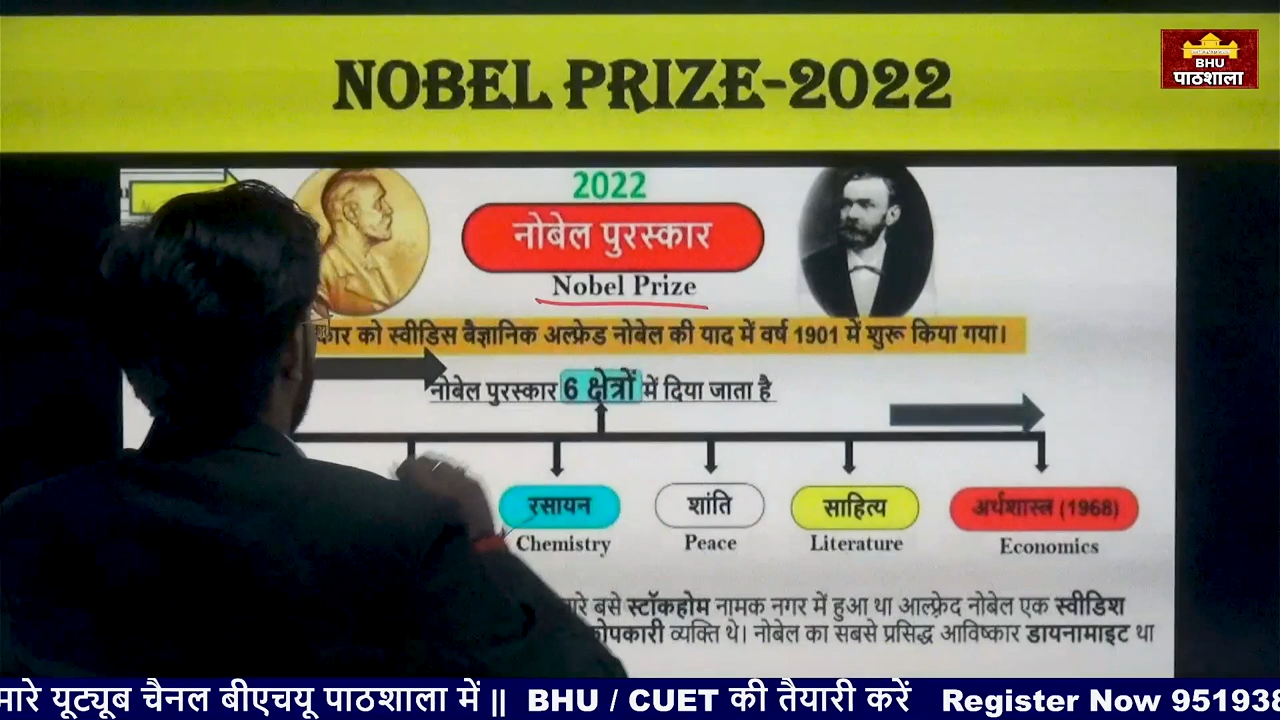 NOBEL PRIZE-2022
BHU
पाठशाला
2022
नोबेल पुरस्कार
Nobel Prize
को स्वीडिस वैज्ञानिक अल्फ्रेड नोबेल की याद में वर्ष 1901 में शुरू किया गया।
नोबेल पुरस्कार 6 क्षेत्रों में दिया जाता है
रसायन शांति साहित्य अर्थशास्त्र (1968)
Chemistry Peace Literature Economics
बसे स्टॉकहोम नामक नगर में हुआ था आल्फ्रेद नोबेल एक स्वीडिश
व्यक्ति थे। नोबेल का सबसे प्रसिद्ध आविष्कार डायनामाइट था
यूट्यूब चैनल बीएचयू पाठशाला में || BHU / CUET की तैयारी करें Register Now 951938